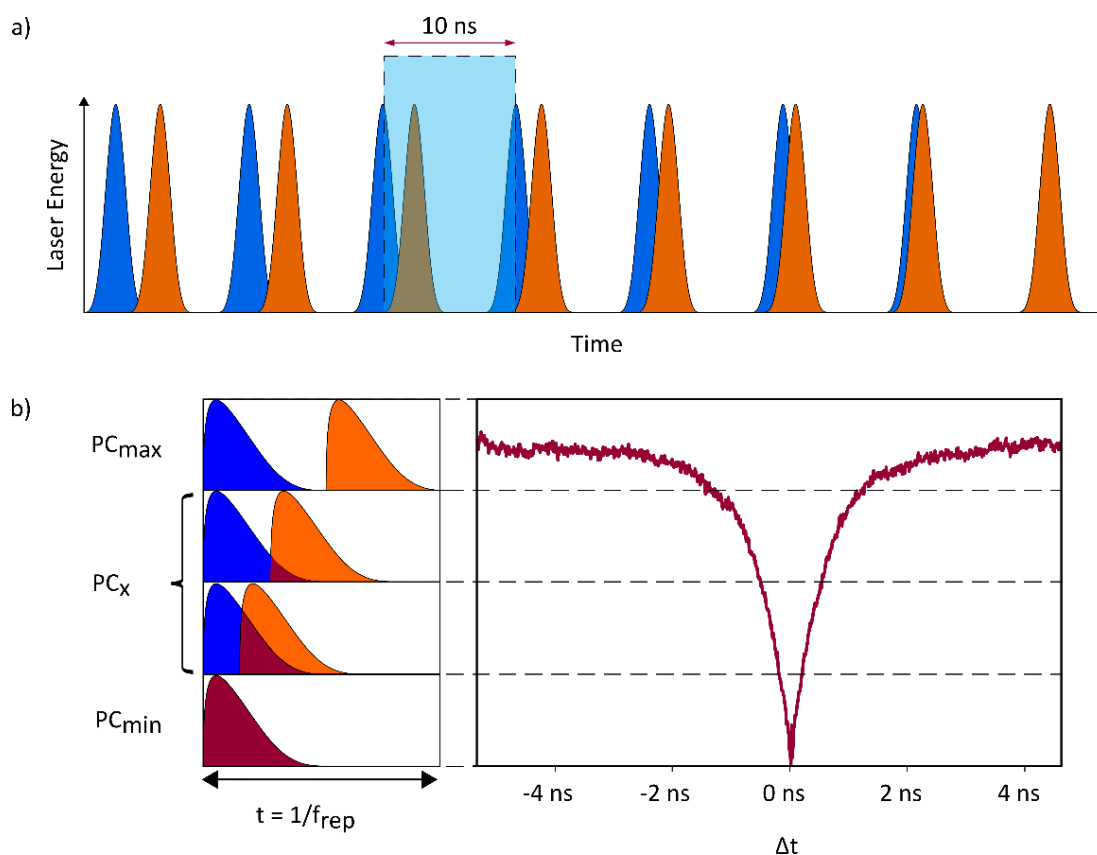 a)
10 ns
Laser Energy
Time
b)
PCmax
PCx
PCmin
t = 1/frep
-4 ns
-2 ns
0 ns
2 ns
4 ns
Δt